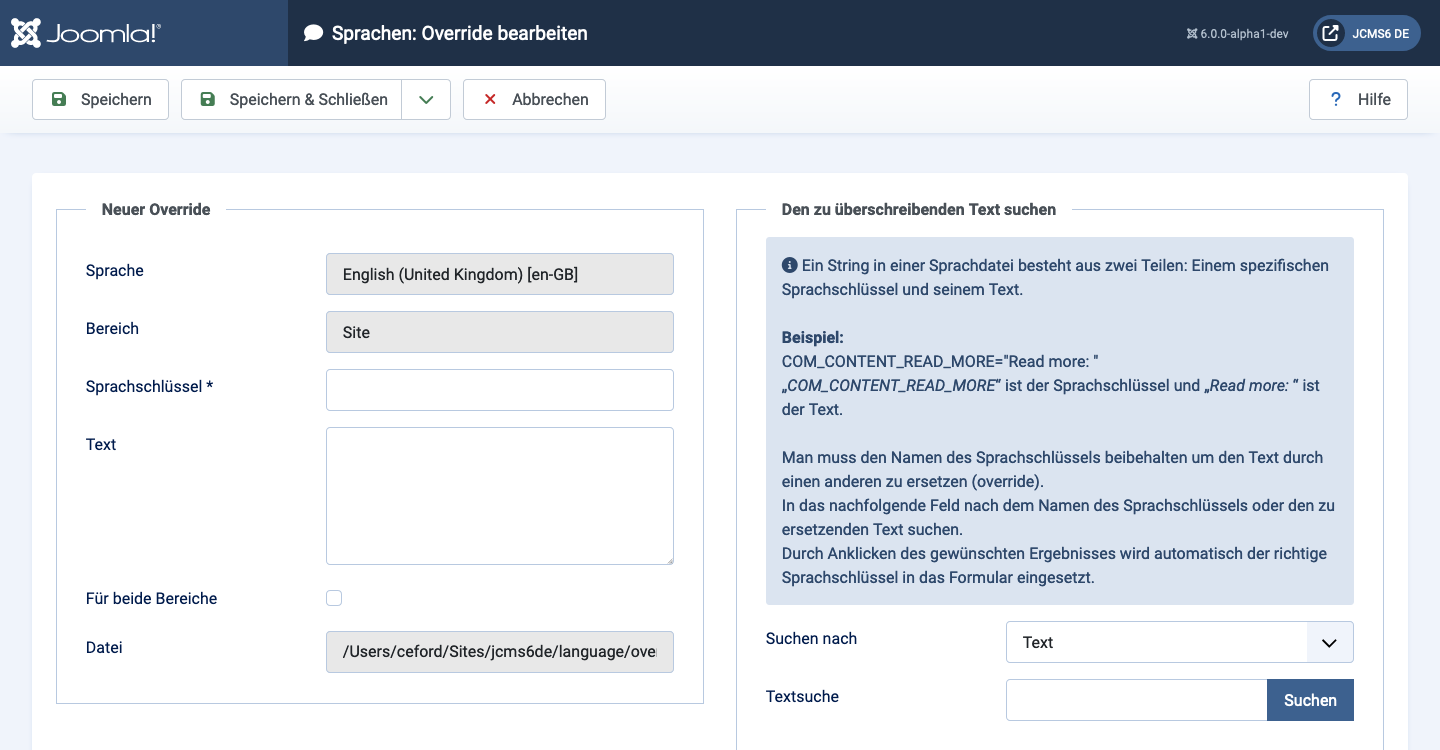 Joomla!®
Sprachen: Override bearbeiten
6.0.0-alpha1-dev
JCMS6 DE
Speichern
Speichern & Schließen
Abbrechen
? Hilfe
Neuer Override
Sprache
English (United Kingdom) [en-GB]
Bereich
Site
Sprachschlüssel *
Text
Für beide Bereiche
Datei
/Users/ceford/Sites/jcms6de/language/over
Den zu überschreibenden Text suchen
Ein String in einer Sprachdatei besteht aus zwei Teilen: Einem spezifischen
Sprachschlüssel und seinem Text.
Beispiel:
COM_CONTENT_READ_MORE="Read more: "
„COM_CONTENT_READ_MORE“ ist der Sprachschlüssel und „Read more: “ ist
der Text.
Man muss den Namen des Sprachschlüssels beibehalten um den Text durch
einen anderen zu ersetzen (override).
In das nachfolgende Feld nach dem Namen des Sprachschlüssels oder den zu
ersetzenden Text suchen.
Durch Anklicken des gewünschten Ergebnisses wird automatisch der richtige
Sprachschlüssel in das Formular eingesetzt.
Suchen nach
Text
Textsuche
Suchen